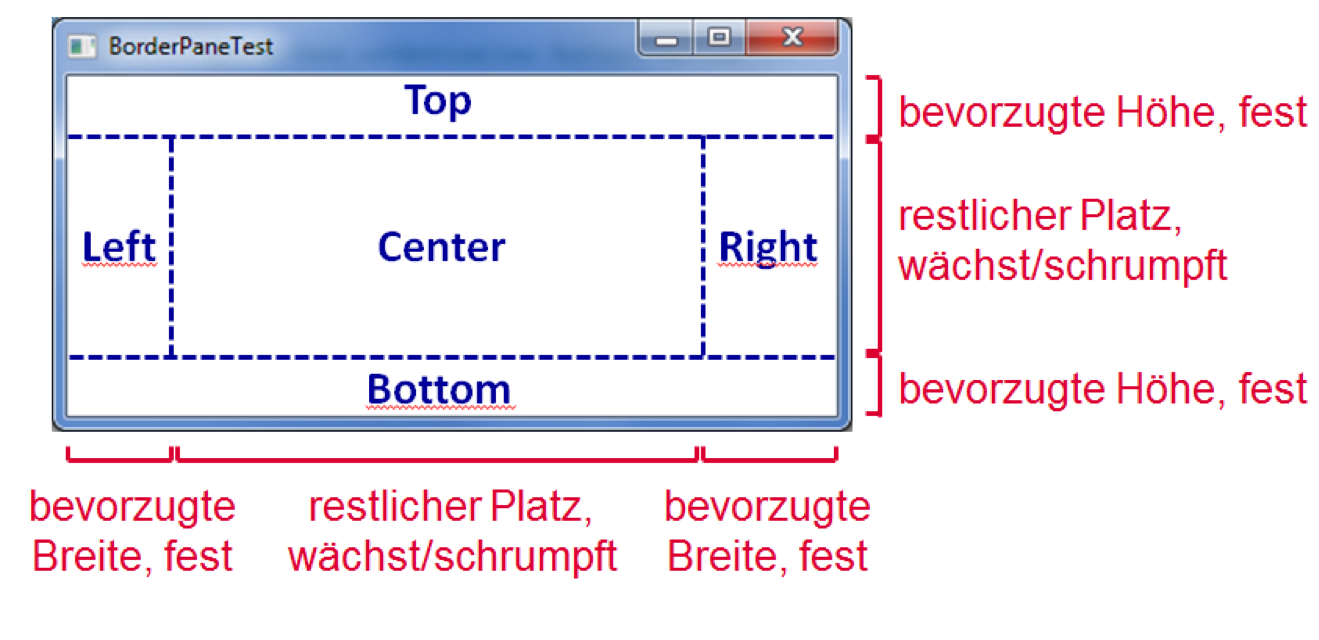 BorderPaneTest
Top
bevorzugte Höhe, fest
Left
Center
Right
restlicher Platz,
wächst/schrumpft
Bottom
bevorzugte Höhe, fest
bevorzugte
Breite, fest
restlicher Platz,
wächst/schrumpft
bevorzugte
Breite, fest